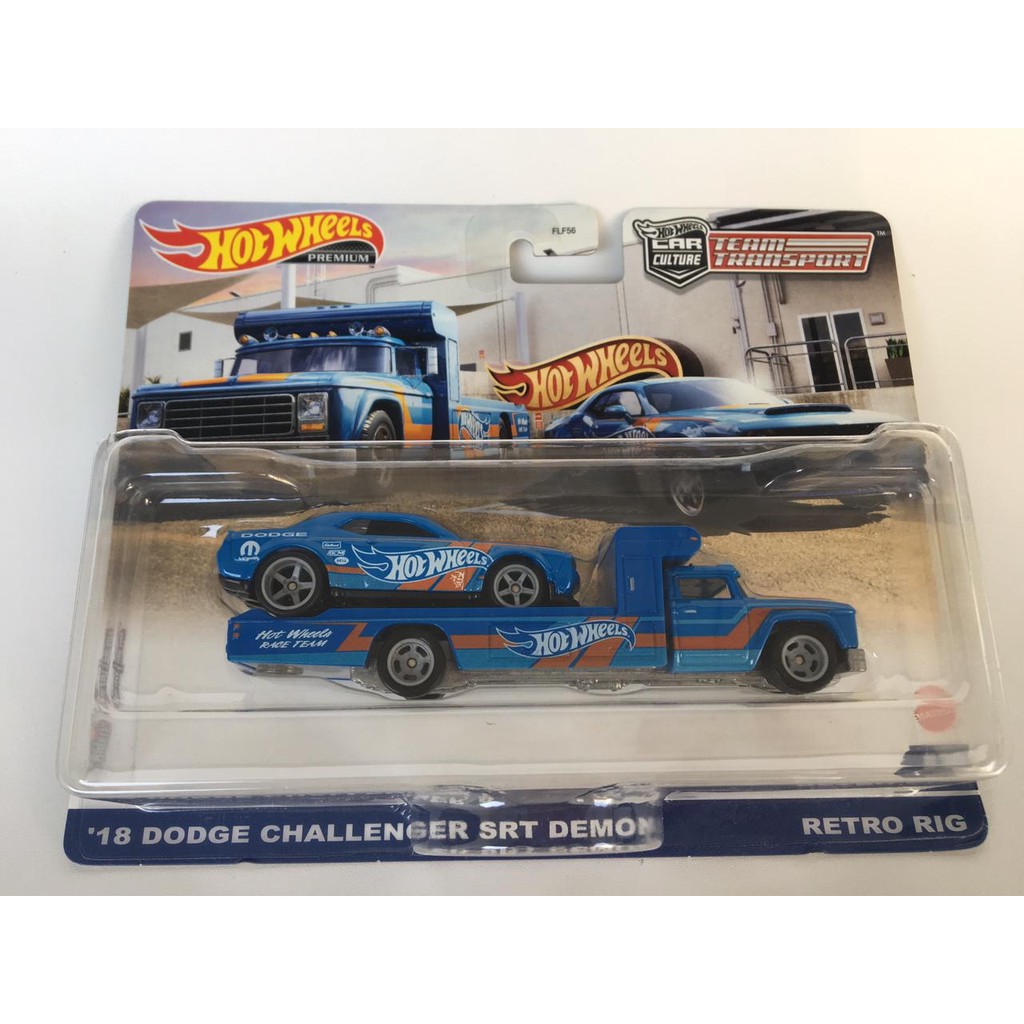 HOT WHEELS
PREMIUM
FLF56
HOT WHEELS
CAR
CULTURE
TEAM
TRANSPORT
TM
HOT WHEELS
DODGE
HOT WHEELS
Hot Wheels
RACE TEAM
HOT WHEELS
'18 DODGE CHALLENGER SRT DEMON
RETRO RIG